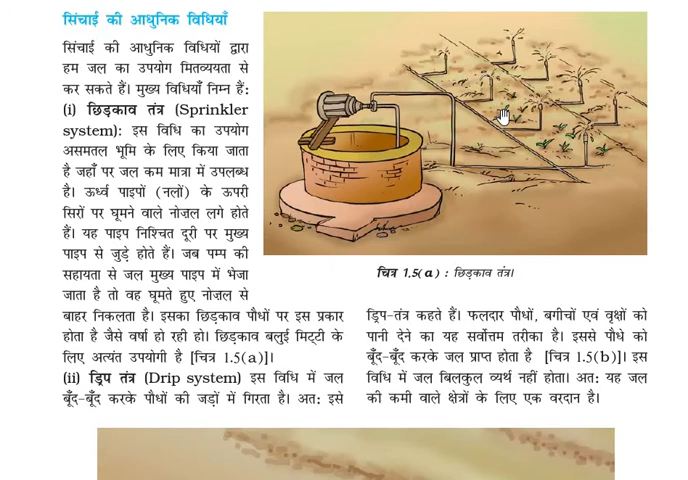 सिंचाई की आधुनिक विधियाँ
सिंचाई की आधुनिक विधियों द्वारा
हम जल का उपयोग मितव्ययता से
कर सकते हैं। मुख्य विधियाँ निम्न हैं:
(i) छिड़काव तंत्र (Sprinkler
system): इस विधि का उपयोग
असमतल भूमि के लिए किया जाता
है जहाँ पर जल कम मात्रा में उपलब्ध
है। ऊर्ध्व पाइपों (नलों) के ऊपरी
सिरों पर घूमने वाले नोज़ल लगे होते
हैं। यह पाइप निश्चित दूरी पर मुख्य
पाइप से जुड़े होते हैं। जब पम्प की
सहायता से जल मुख्य पाइप में भेजा
जाता है तो वह घूमते हुए नोज़ल से
बाहर निकलता है। इसका छिड़काव पौधों पर इस प्रकार
होता है जैसे वर्षा हो रही हो। छिड़काव बलुई मिट्टी के
लिए अत्यंत उपयोगी है [चित्र 1.5(a)]।
(ii) ड्रिप तंत्र (Drip system) इस विधि में जल
बूँद-बूँद करके पौधों की जड़ों में गिरता है। अत: इसे
चित्र 1.5(a) : छिड़काव तंत्र।
ड्रिप-तंत्र कहते हैं। फलदार पौधों, बगीचों एवं वृक्षों को
पानी देने का यह सर्वोत्तम तरीका है। इससे पौधे को
बूँद-बूँद करके जल प्राप्त होता है [चित्र 1.5(b)]। इस
विधि में जल बिलकुल व्यर्थ नहीं होता। अत: यह जल
की कमी वाले क्षेत्रों के लिए एक वरदान है।